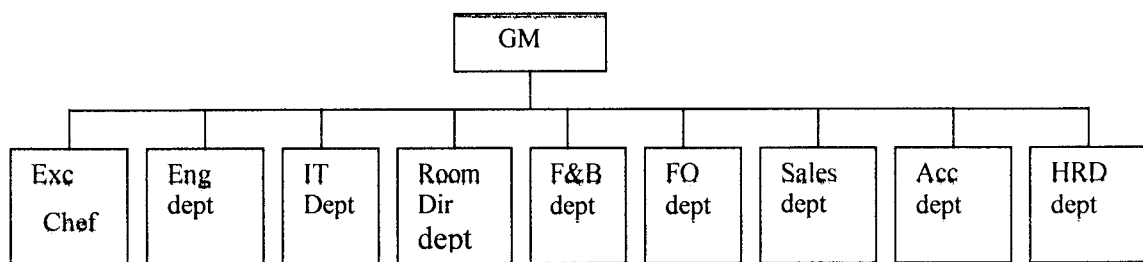 GM
Exc
Chef
Eng
dept
IT
Dept
Room
Dir
dept
F&B
dept
FO
dept
Sales
dept
Acc
dept
HRD
dept